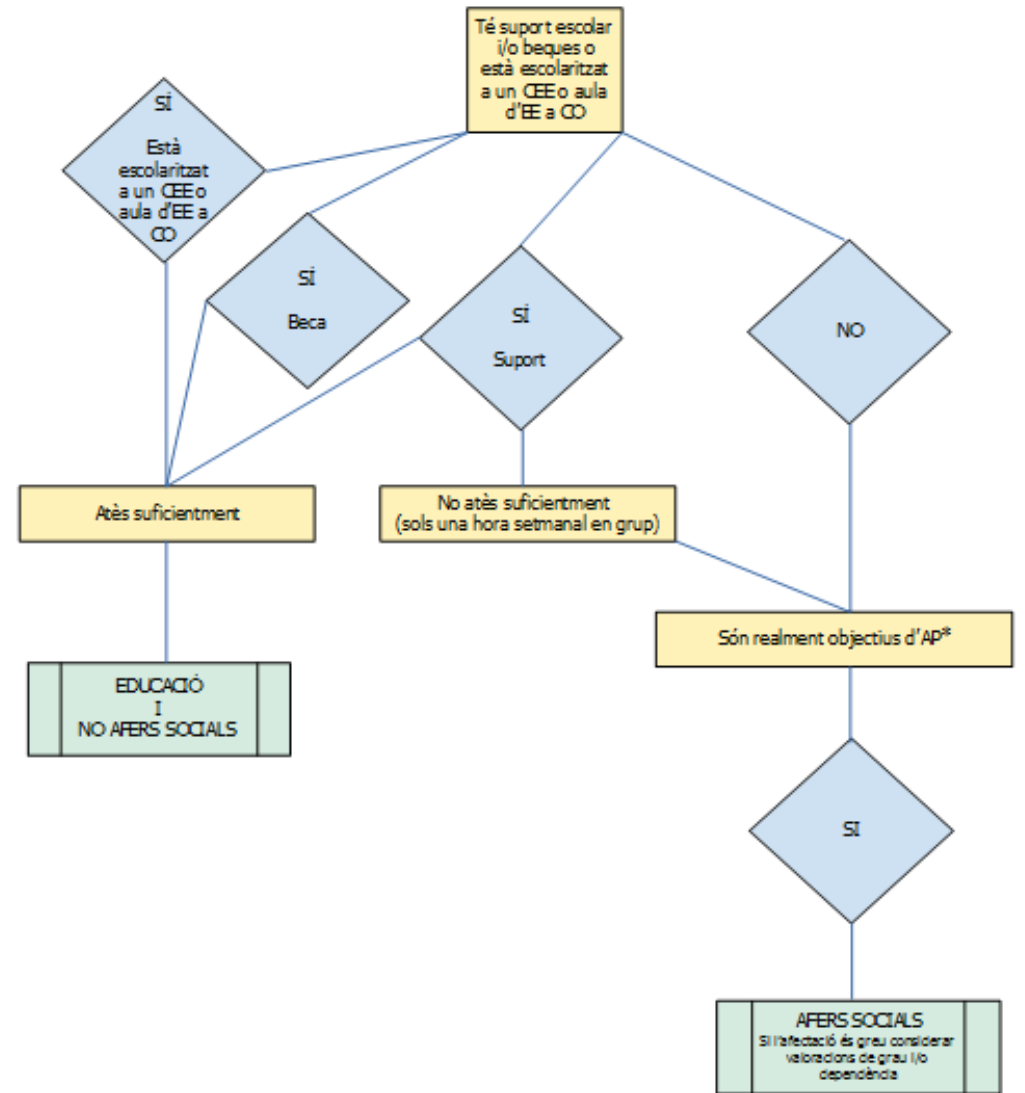 Té suport escolar
i/o beques o
està escolaritzat
a un CEE o aula
d'EE a CO
SÍ
Està
escolaritzat
a un CEE o
aula d'EE a
CO
SÍ
Beca
SÍ
Suport
NO
Atès suficientment
No atès suficientment
(sols una hora setmanal en grup)
Són realment objectius d'AP*
EDUCACIÓ
I
NO AFERS SOCIALS
SI
AFERS SOCIALS
Si l'afectació és greu considerar
valoracions de grau i/o
dependència